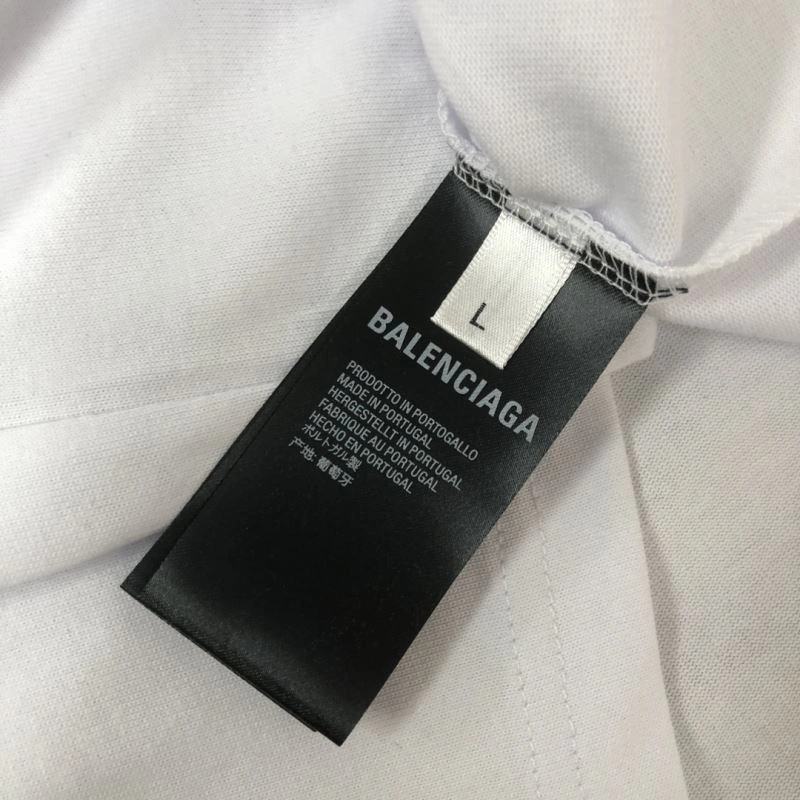 L
BALENCIAGA
PRODOTTO IN PORTOGALLO
MADE IN PORTUGAL
HERGESTELLT IN PORTUGAL
FABRIQUE AU PORTUGAL
HECHO EN PORTUGAL
ポルトガル製
产地: 葡萄牙